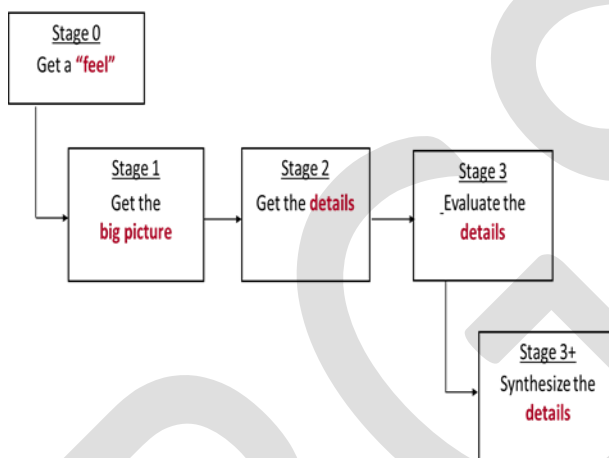 Stage 0
Get a “feel”
Stage 1
Get the
big picture
Stage 2
Get the details
Stage 3
Evaluate the
details
Stage 3+
Synthesize the
details